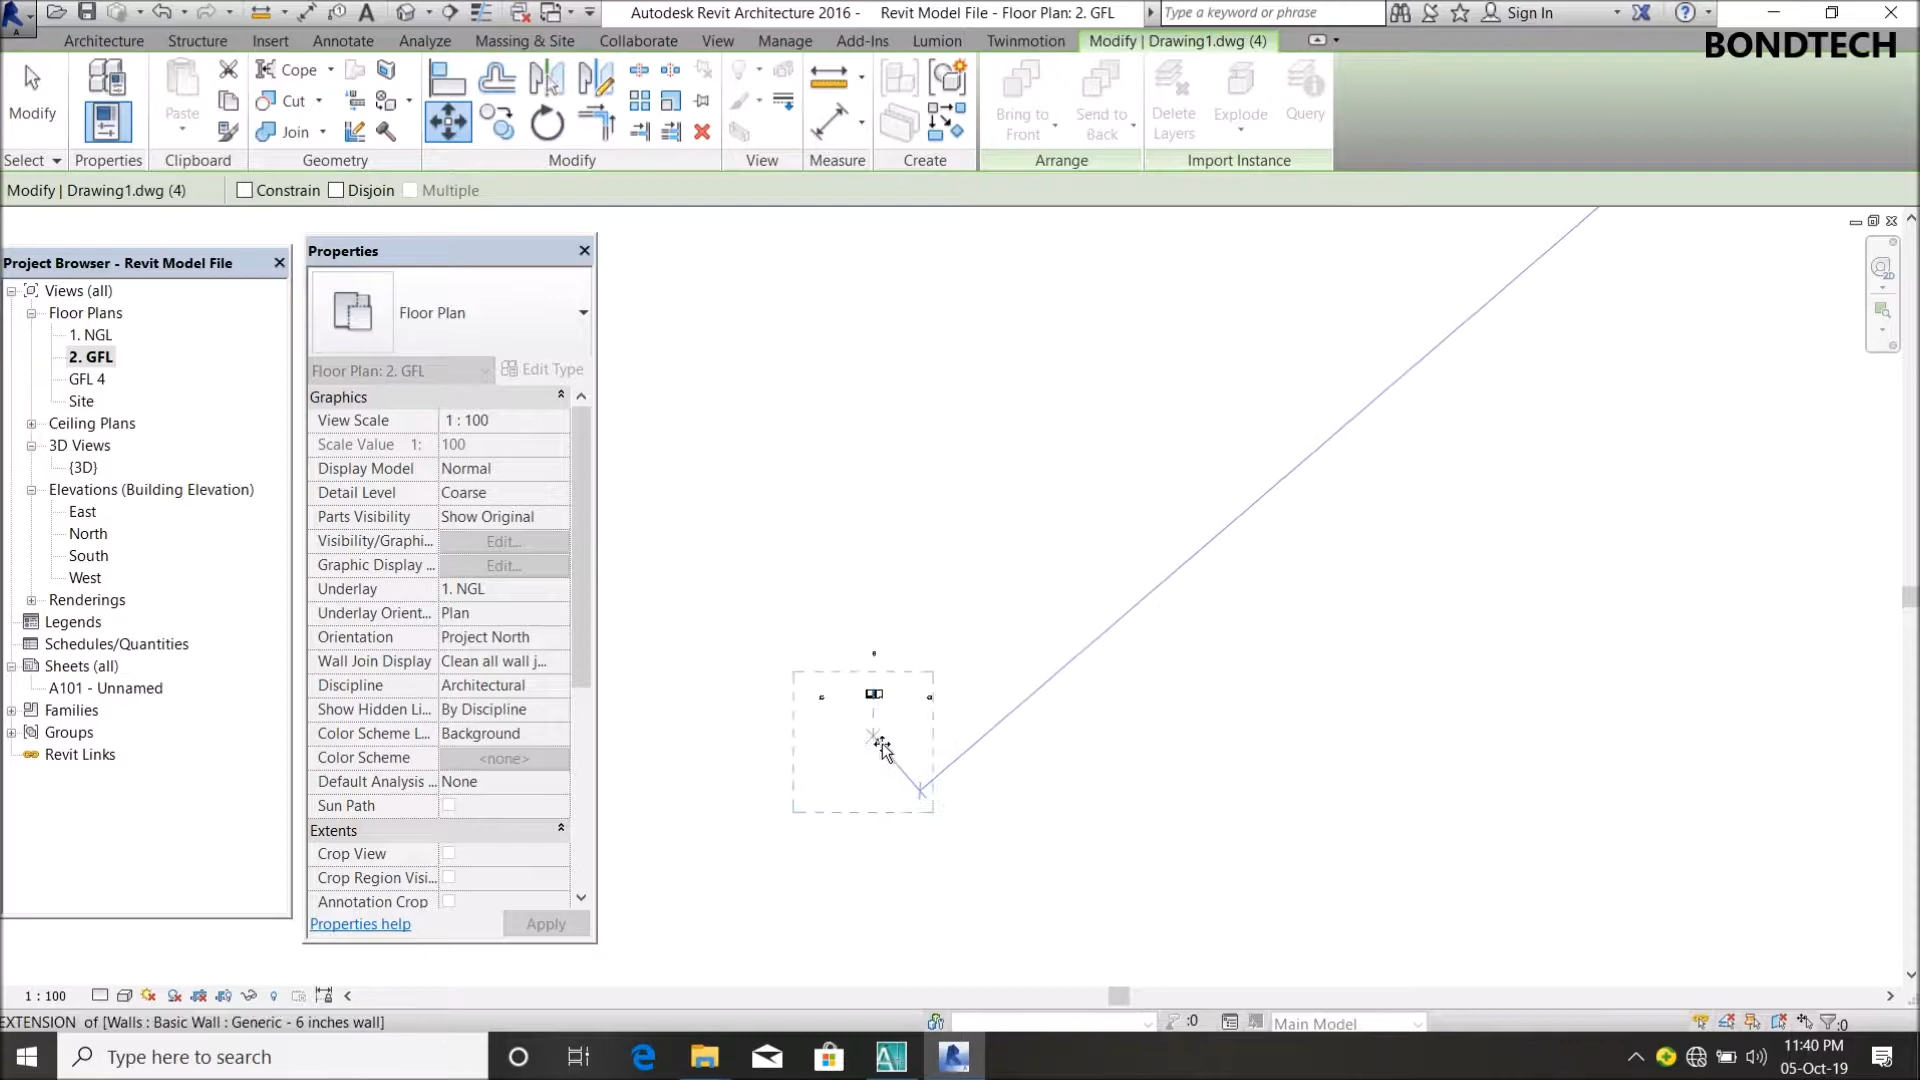 Autodesk Revit Architecture 2016 - Revit Model File - Floor Plan: 2. GFL
Type a keyword or phrase
Sign In
Architecture Structure Insert Annotate Analyze Massing & Site Collaborate View Manage Add-Ins Lumion Twinmotion Modify | Drawing1.dwg (4)
BONDTECH
Modify
Paste
Cope
Cut
Join
Bring to Front
Send to Back
Delete Layers
Explode
Query
Select Properties Clipboard Geometry Modify View Measure Create Arrange Import Instance
Modify | Drawing1.dwg (4) Constrain Disjoin Multiple
Project Browser - Revit Model File
Views (all)
Floor Plans
1. NGL
2. GFL
GFL 4
Site
Ceiling Plans
3D Views
{3D}
Elevations (Building Elevation)
East
North
South
West
Renderings
Legends
Schedules/Quantities
Sheets (all)
A101 - Unnamed
Families
Groups
Revit Links
Properties
Floor Plan
Floor Plan: 2. GFL Edit Type
Graphics
View Scale 1 : 100
Scale Value 1: 100
Display Model Normal
Detail Level Coarse
Parts Visibility Show Original
Visibility/Graphi... Edit...
Graphic Display ... Edit...
Underlay 1. NGL
Underlay Orient... Plan
Orientation Project North
Wall Join Display Clean all wall j...
Discipline Architectural
Show Hidden Li... By Discipline
Color Scheme L... Background
Color Scheme <none>
Default Analysis ... None
Sun Path
Extents
Crop View
Crop Region Visi...
Annotation Crop
Properties help Apply
1 : 100
EXTENSION of [Walls : Basic Wall : Generic - 6 inches wall]
:0
Main Model
:0
Type here to search
11:40 PM
05-Oct-19